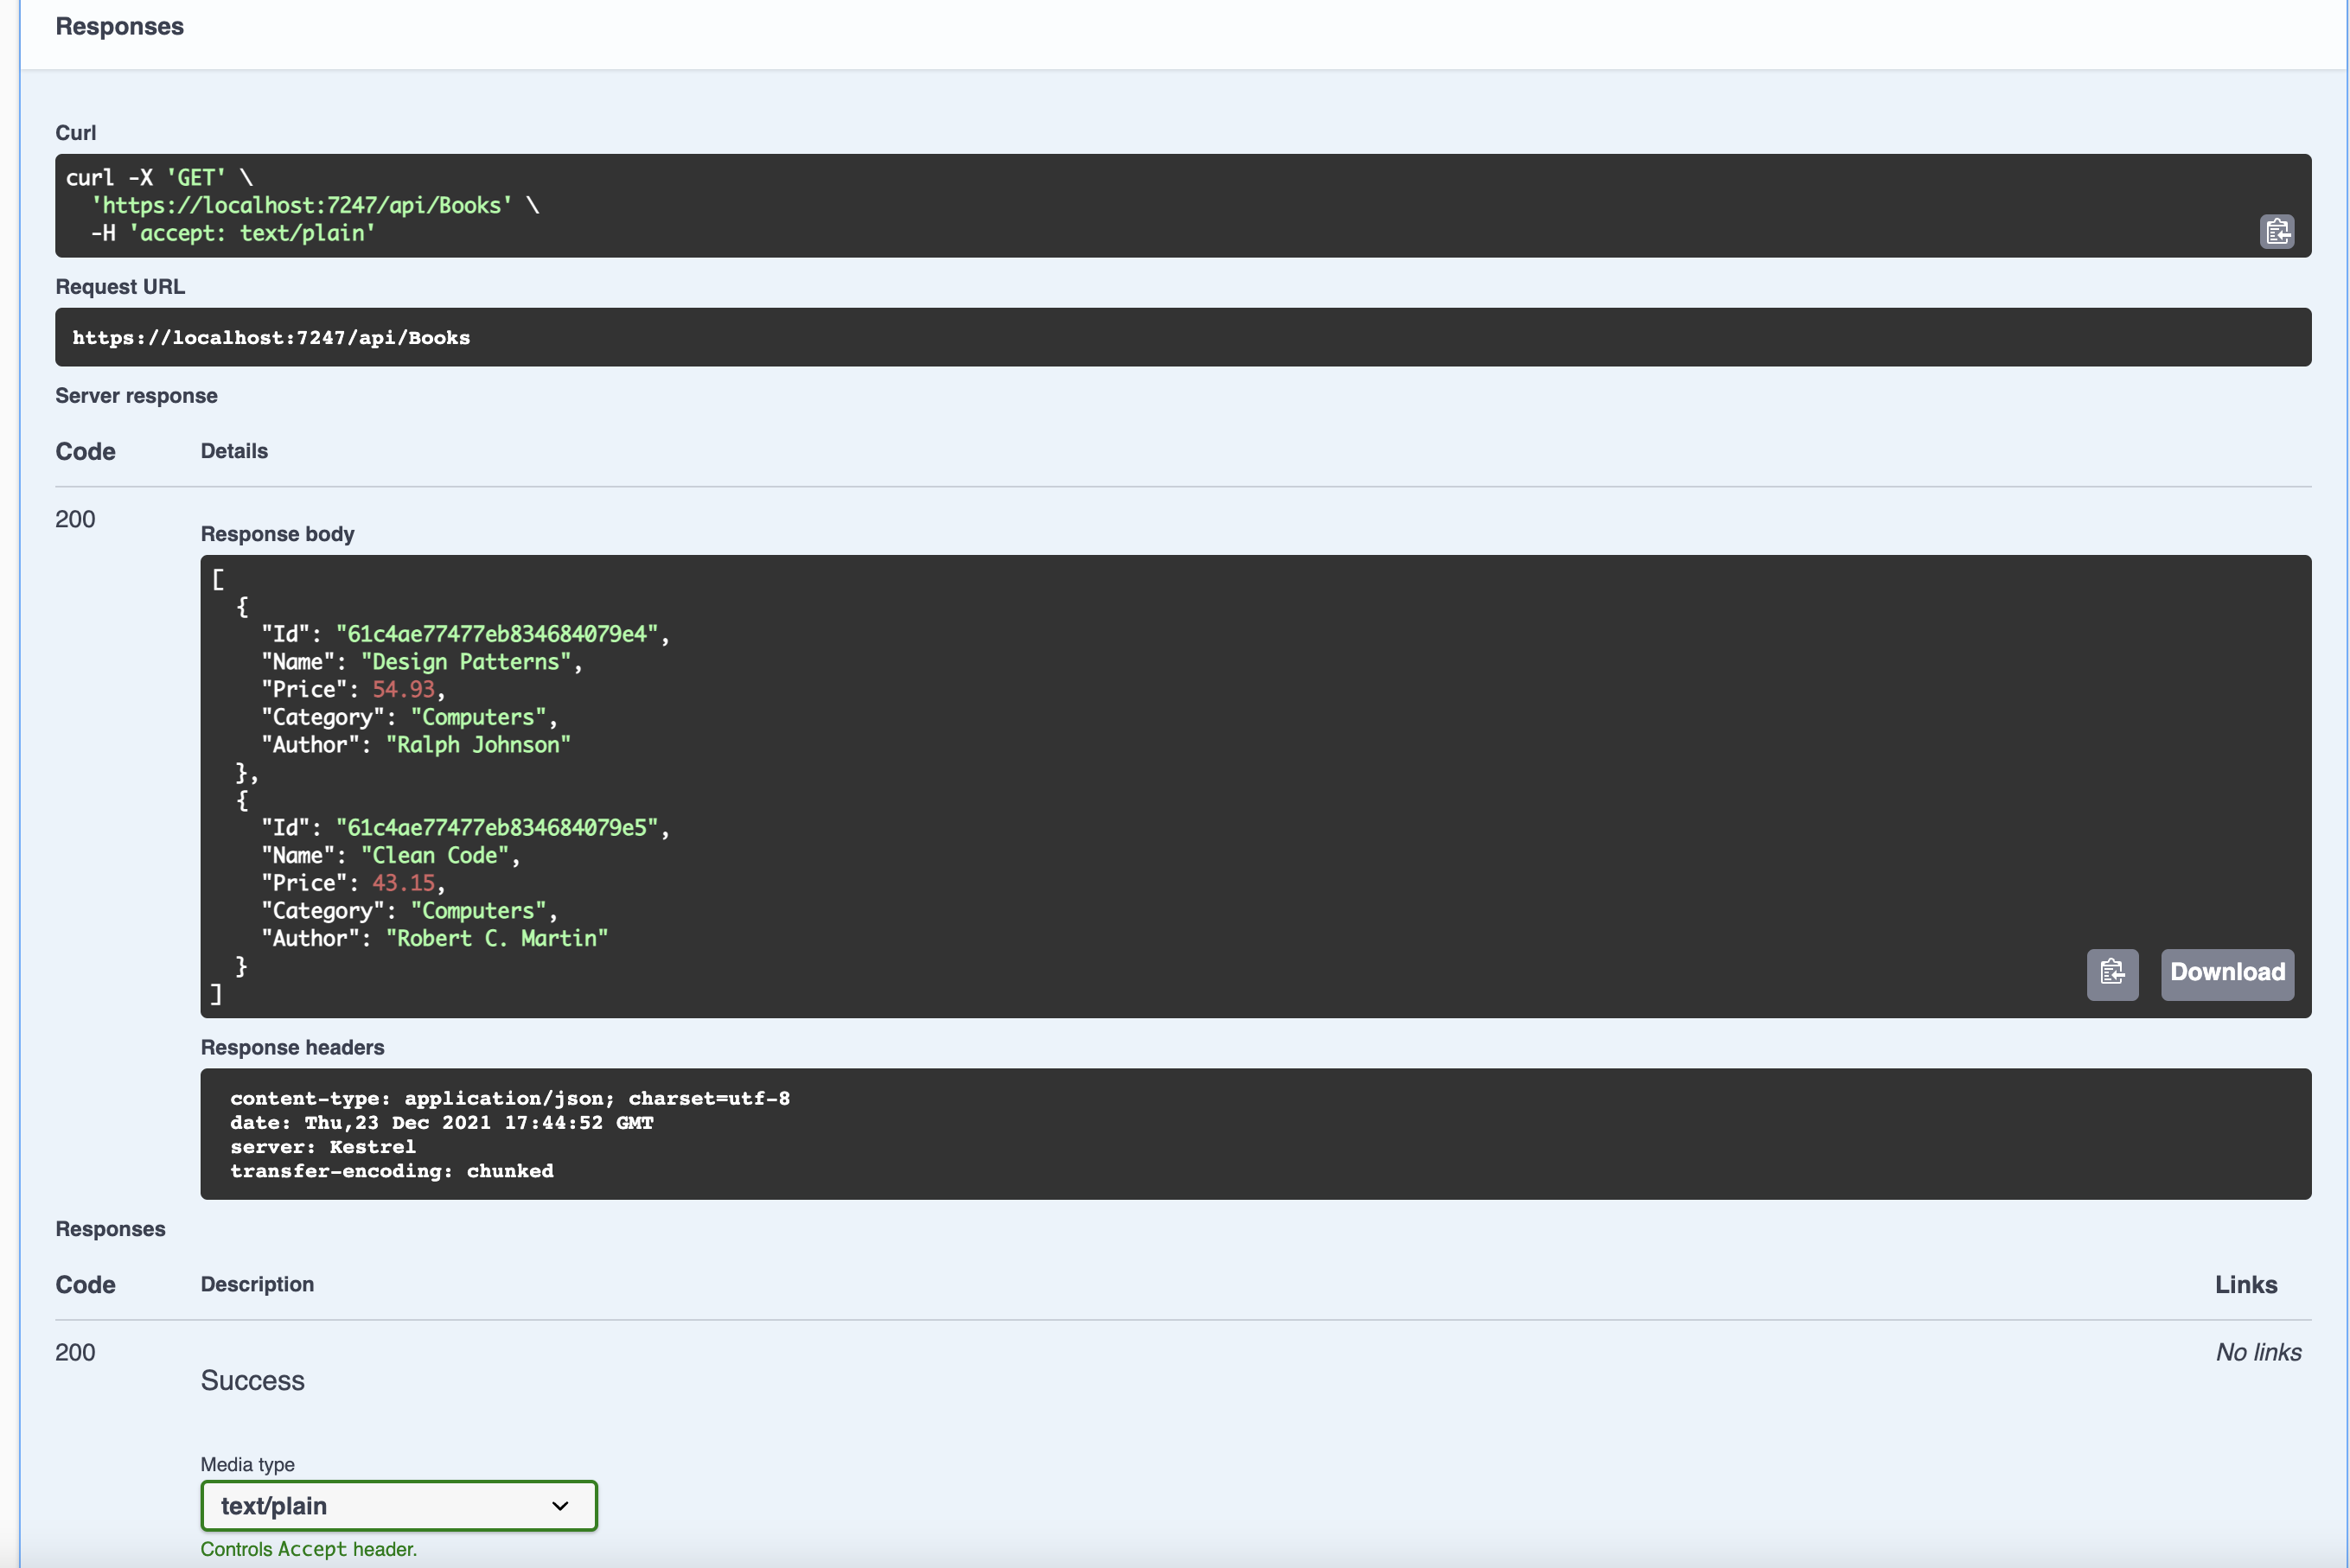 Responses
Curl
curl -X 'GET' \
  'https://localhost:7247/api/Books' \
  -H 'accept: text/plain'
Request URL
https://localhost:7247/api/Books
Server response
Code Details
200
Response body
[
  {
    "Id": "61c4ae77477eb834684079e4",
    "Name": "Design Patterns",
    "Price": 54.93,
    "Category": "Computers",
    "Author": "Ralph Johnson"
  },
  {
    "Id": "61c4ae77477eb834684079e5",
    "Name": "Clean Code",
    "Price": 43.15,
    "Category": "Computers",
    "Author": "Robert C. Martin"
  }
]
Download
Response headers
content-type: application/json; charset=utf-8
date: Thu,23 Dec 2021 17:44:52 GMT
server: Kestrel
transfer-encoding: chunked
Responses
Code Description Links
200 No links
Success
Media type
text/plain
Controls Accept header.